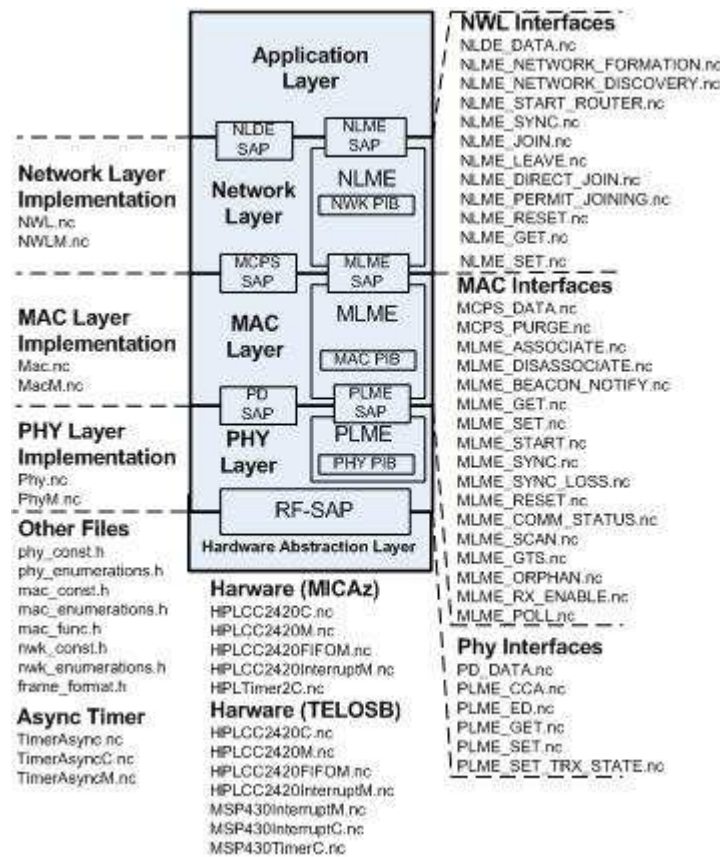 Application
Layer
NLDE
SAP
NLME
SAP
Network
Layer
NLME
NWK PIB
MCPS
SAP
MLME
SAP
MAC
Layer
MLME
MAC PIB
PD
SAP
PLME
SAP
PHY
Layer
PLME
PHY PIB
RF-SAP
Hardware Abstraction Layer
Network Layer
Implementation
NWL.nc
NWLM.nc
MAC Layer
Implementation
Mac.nc
MacM.nc
PHY Layer
Implementation
Phy.nc
PhyM.nc
Other Files
phy_const.h
phy_enumerations.h
mac_const.h
mac_enumerations.h
mac_func.h
nwk_const.h
nwk_enumerations.h
frame_format.h
Async Timer
TimerAsync.nc
TimerAsyncC.nc
TimerAsyncM.nc
Harware (MICAz)
HPLCC2420C.nc
HPLCC2420M.nc
HPLCC2420FIFOM.nc
HPLCC2420InterruptM.nc
HPLTimer2C.nc
Harware (TELOSB)
HPLCC2420C.nc
HPLCC2420M.nc
HPLCC2420FIFOM.nc
HPLCC2420InterruptM.nc
MSP430InterruptM.nc
MSP430InterruptC.nc
MSP430TimerC.nc
NWL Interfaces
NLDE_DATA.nc
NLME_NETWORK_FORMATION.nc
NLME_NETWORK_DISCOVERY.nc
NLME_START_ROUTER.nc
NLME_SYNC.nc
NLME_JOIN.nc
NLME_LEAVE.nc
NLME_DIRECT_JOIN.nc
NLME_PERMIT_JOINING.nc
NLME_RESET.nc
NLME_GET.nc
NLME_SET.nc
MAC Interfaces
MCPS_DATA.nc
MCPS_PURGE.nc
MLME_ASSOCIATE.nc
MLME_DISASSOCIATE.nc
MLME_BEACON_NOTIFY.nc
MLME_GET.nc
MLME_SET.nc
MLME_START.nc
MLME_SYNC.nc
MLME_SYNC_LOSS.nc
MLME_RESET.nc
MLME_COMM_STATUS.nc
MLME_SCAN.nc
MLME_GTS.nc
MLME_ORPHAN.nc
MLME_RX_ENABLE.nc
MLME_POLL.nc
Phy Interfaces
PD_DATA.nc
PLME_CCA.nc
PLME_ED.nc
PLME_GET.nc
PLME_SET.nc
PLME_SET_TRX_STATE.nc